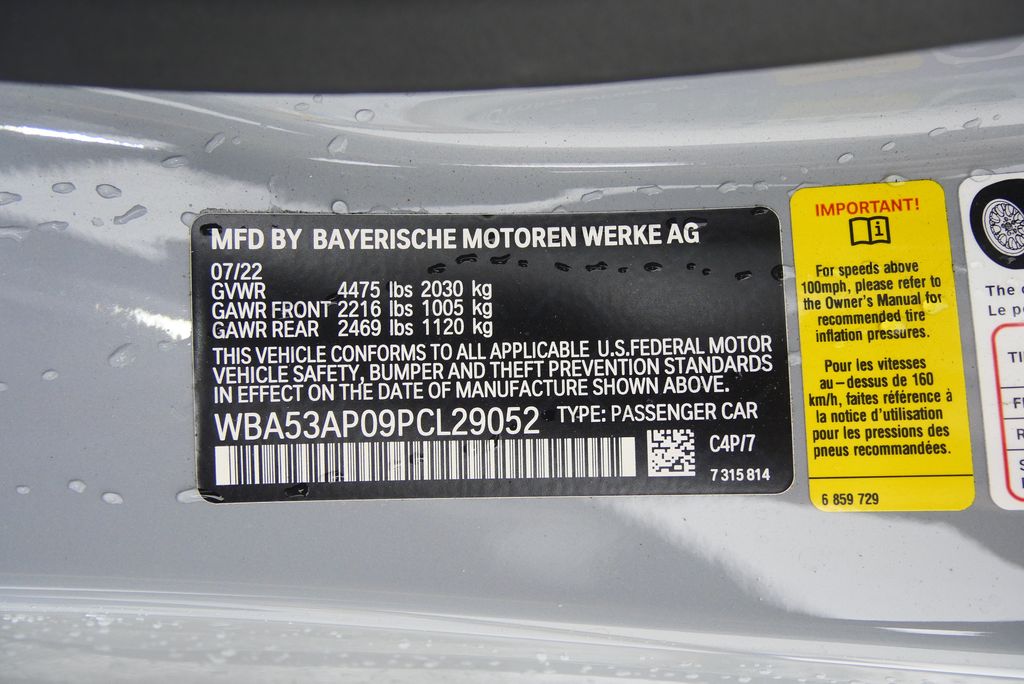 MFD BY BAYERISCHE MOTOREN WERKE AG
07/22
GVWR 4475 lbs 2030 kg
GAWR FRONT 2216 lbs 1005 kg
GAWR REAR 2469 lbs 1120 kg
THIS VEHICLE CONFORMS TO ALL APPLICABLE U.S.FEDERAL MOTOR
VEHICLE SAFETY, BUMPER AND THEFT PREVENTION STANDARDS
IN EFFECT ON THE DATE OF MANUFACTURE SHOWN ABOVE.
WBA53AP09PCL29052 TYPE: PASSENGER CAR
C4P/7
7 315 814
IMPORTANT!
For speeds above
100mph, please refer to
the Owner's Manual for
recommended tire
inflation pressures.
Pour les vitesses
au-dessus de 160
km/h, faites référence à
la notice d'utilisation
pour les pressions des
pneus recommandées.
6 859 729
The
Le